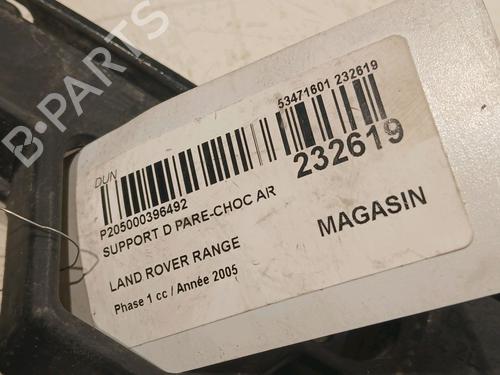 B-PARTS
53471601 232619
DUN
232619
P205000396492
SUPPORT D PARE-CHOC AR
MAGASIN
LAND ROVER RANGE
Phase 1 cc / Année 2005